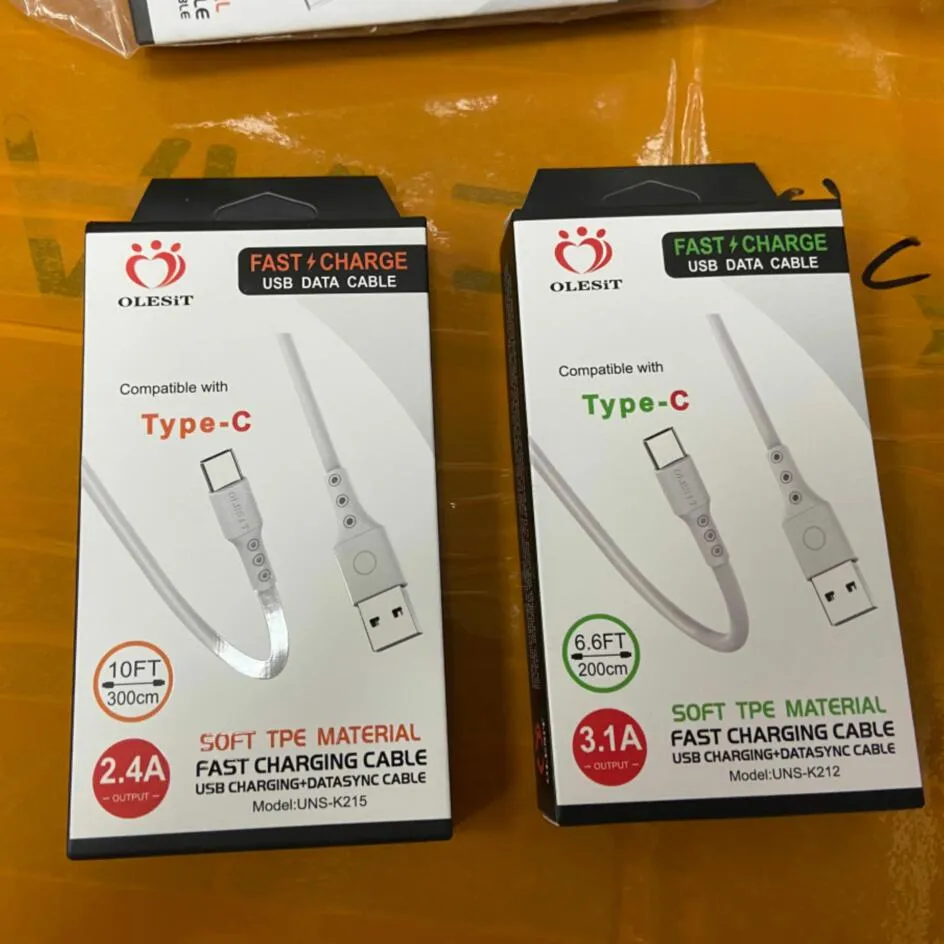 LE
BLE
OLESiT
FAST CHARGE
USB DATA CABLE
Compatible with
Type-C
OLESiT
10FT
300cm
2.4A
OUTPUT
SOFT TPE MATERIAL
FAST CHARGING CABLE
USB CHARGING+DATASYNC CABLE
Model:UNS-K215
OLESiT
FAST CHARGE
USB DATA CABLE
Compatible with
Type-C
OLESiT
6.6FT
200cm
3.1A
OUTPUT
SOFT TPE MATERIAL
FAST CHARGING CABLE
USB CHARGING+DATASYNC CABLE
Model:UNS-K212
C